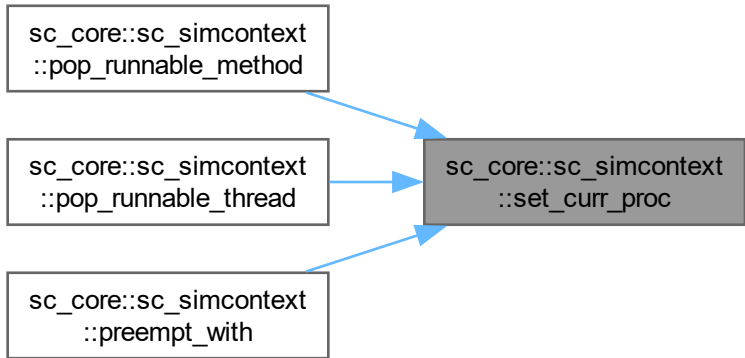 sc_core::sc_simcontext
::pop_runnable_method
sc_core::sc_simcontext
::pop_runnable_thread
sc_core::sc_simcontext
::set_curr_proc
sc_core::sc_simcontext
::preempt_with